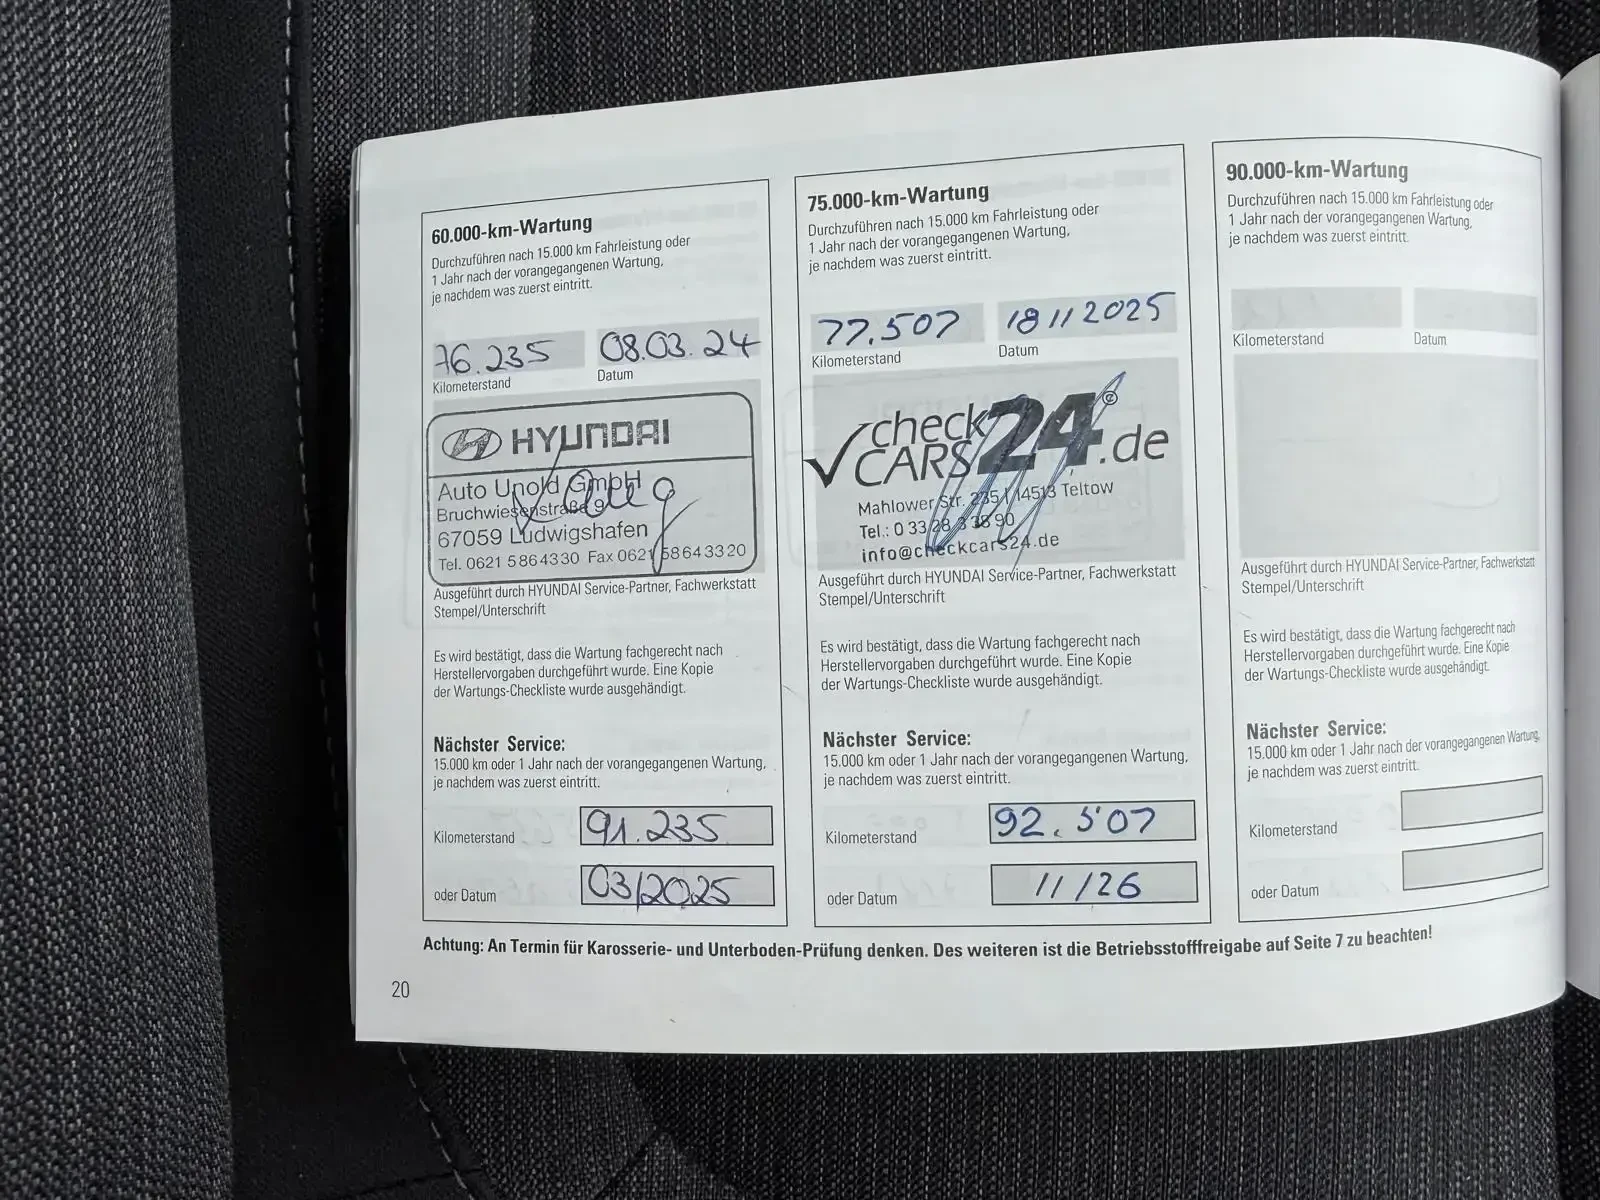 60.000-km-Wartung
Durchzuführen nach 15.000 km Fahrleistung oder
1 Jahr nach der vorangegangenen Wartung,
je nachdem was zuerst eintritt.
76.235
08.03.24
Kilometerstand
Datum
HYUNDAI
Auto Unold GmbH
Bruchwiesenstraße 9
67059 Ludwigshafen
Tel. 0621 5864330 Fax 0621 58643320
Ausgeführt durch HYUNDAI Service-Partner, Fachwerkstatt
Stempel/Unterschrift
Es wird bestätigt, dass die Wartung fachgerecht nach
Herstellervorgaben durchgeführt wurde. Eine Kopie
der Wartungs-Checkliste wurde ausgehändigt.
Nächster Service:
15.000 km oder 1 Jahr nach der vorangegangenen Wartung,
je nachdem was zuerst eintritt.
Kilometerstand 91.235
oder Datum 03/2025
75.000-km-Wartung
Durchzuführen nach 15.000 km Fahrleistung oder
1 Jahr nach der vorangegangenen Wartung,
je nachdem was zuerst eintritt.
77.507
18 11 2025
Kilometerstand
Datum
check
CARS24.de
Mahlower Str. 235 14513 Teltow
Tel.: 0 33 28 3 38 90
info@checkcars24.de
Ausgeführt durch HYUNDAI Service-Partner, Fachwerkstatt
Stempel/Unterschrift
Es wird bestätigt, dass die Wartung fachgerecht nach
Herstellervorgaben durchgeführt wurde. Eine Kopie
der Wartungs-Checkliste wurde ausgehändigt.
Nächster Service:
15.000 km oder 1 Jahr nach der vorangegangenen Wartung,
je nachdem was zuerst eintritt.
Kilometerstand 92.507
oder Datum 11/26
90.000-km-Wartung
Durchzuführen nach 15.000 km Fahrleistung oder
1 Jahr nach der vorangegangenen Wartung,
je nachdem was zuerst eintritt.
Kilometerstand
Datum
Ausgeführt durch HYUNDAI Service-Partner, Fachwerkstatt
Stempel/Unterschrift
Es wird bestätigt, dass die Wartung fachgerecht nach
Herstellervorgaben durchgeführt wurde. Eine Kopie
der Wartungs-Checkliste wurde ausgehändigt.
Nächster Service:
15.000 km oder 1 Jahr nach der vorangegangenen Wartung,
je nachdem was zuerst eintritt.
Kilometerstand
oder Datum
Achtung: An Termin für Karosserie- und Unterboden-Prüfung denken. Des weiteren ist die Betriebsstofffreigabe auf Seite 7 zu beachten!
20